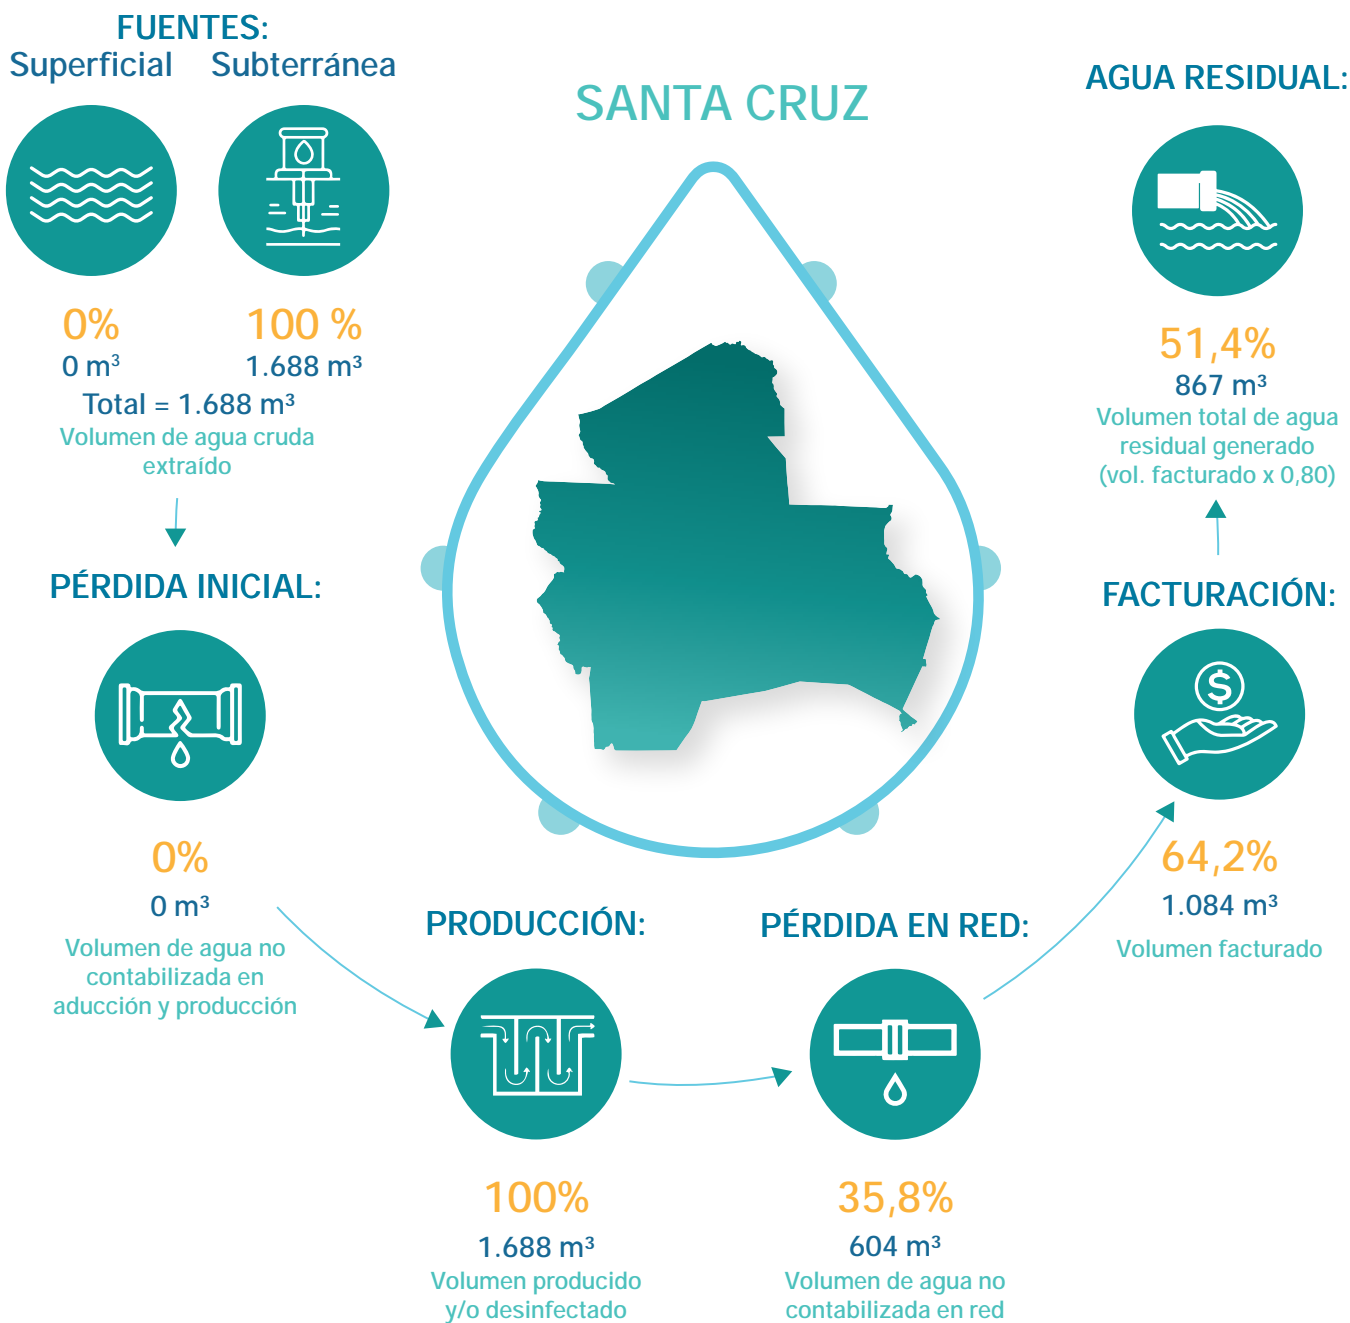 FUENTES:
Superficial
Subterránea
0%
0 m³
100 %
1.688 m³
Total = 1.688 m³
Volumen de agua cruda
extraído
PÉRDIDA INICIAL:
0%
0 m³
Volumen de agua no
contabilizada en
aducción y producción
SANTA CRUZ
PRODUCCIÓN:
100%
1.688 m³
Volumen producido
y/o desinfectado
PÉRDIDA EN RED:
35,8%
604 m³
Volumen de agua no
contabilizada en red
FACTURACIÓN:
$
64,2%
1.084 m³
Volumen facturado
AGUA RESIDUAL:
51,4%
867 m³
Volumen total de agua
residual generado
(vol. facturado x 0,80)